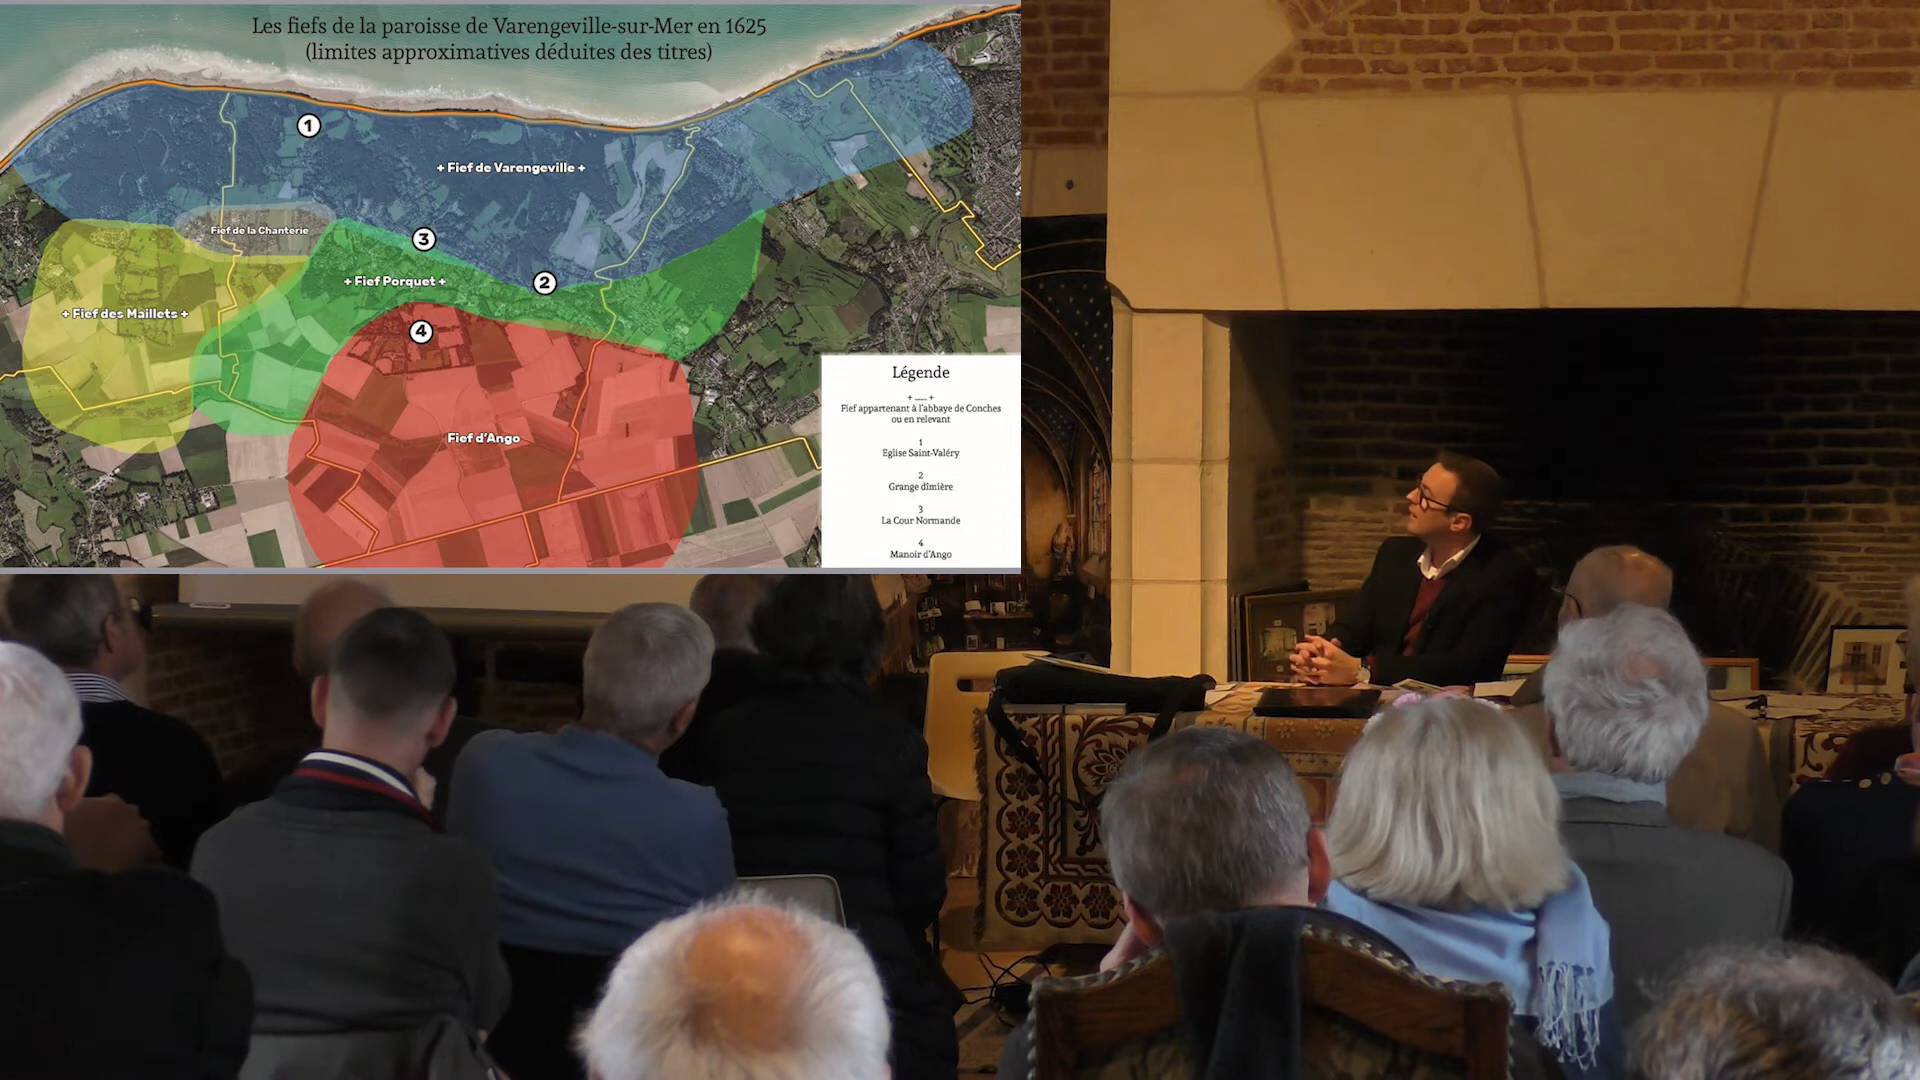 Les fiefs de la paroisse de Varengeville-sur-Mer en 1625
(limites approximatives déduites des titres)
1
+ Fief de Varengeville +
Fief de la Chanterie
3
+ Fief Porquet +
2
+ Fief des Maillets +
4
Fief d'Ango
Légende
+ ...... +
Fief appartenant à l'abbaye de Conches
ou en relevant
1
Eglise Saint-Valéry
2
Grange dîmière
3
La Cour Normande
4
Manoir d'Ango